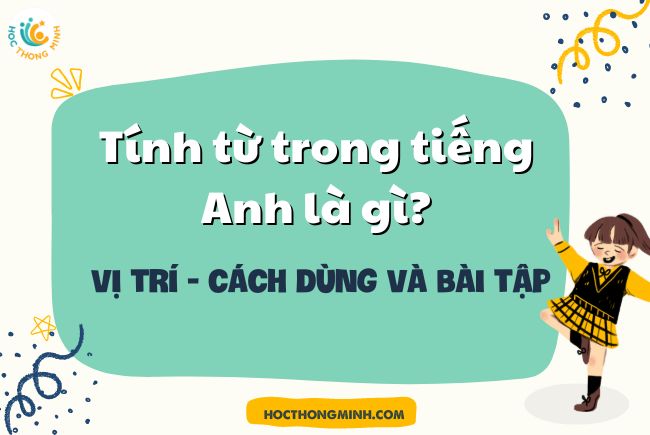 HOC THONG MINH
Tính từ trong tiếng
Anh là gì?
VỊ TRÍ - CÁCH DÙNG VÀ BÀI TẬP
HOCTHONGMINH.COM